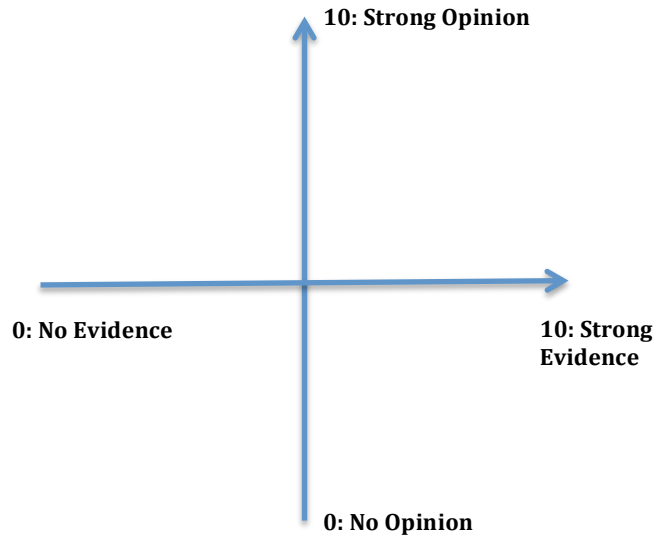 10: Strong Opinion
0: No Evidence
10: Strong
Evidence
0: No Opinion